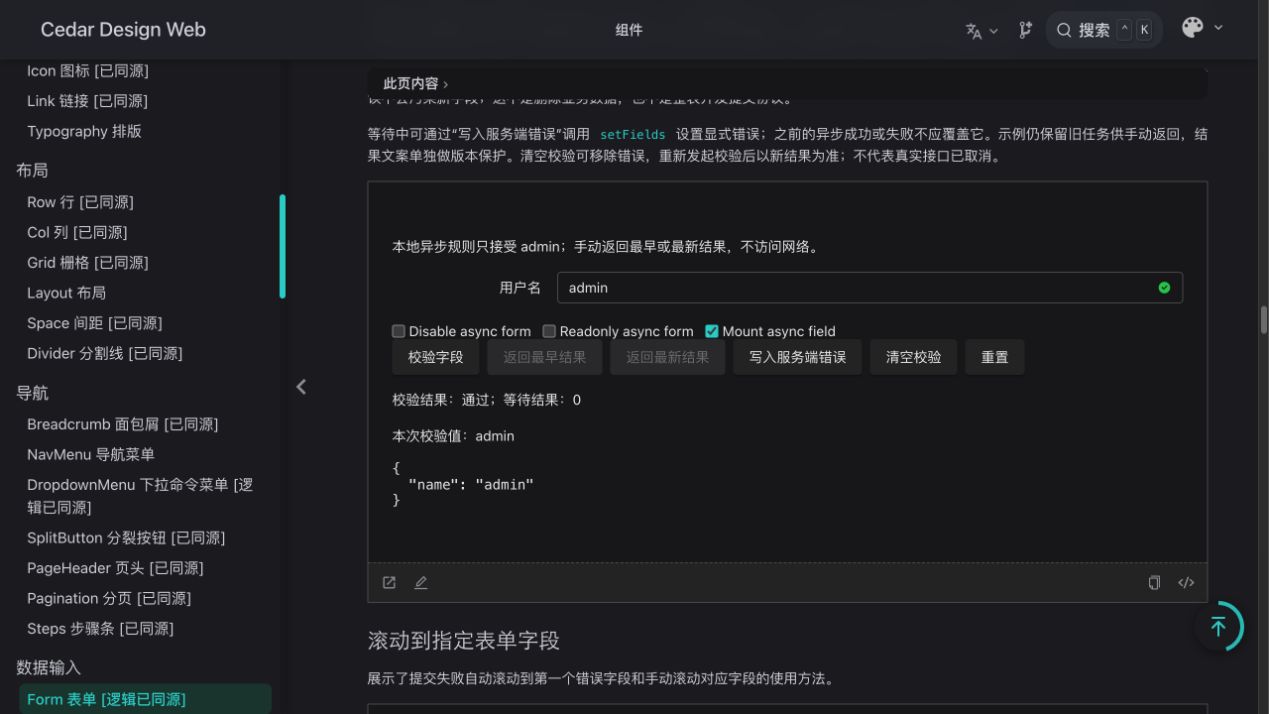 Cedar Design Web
组件
搜索
^
K
Icon 图标 [已同源]
Link 链接 [已同源]
Typography 排版
布局
Row 行 [已同源]
Col 列 [已同源]
Grid 栅格 [已同源]
Layout 布局
Space 间距 [已同源]
Divider 分割线 [已同源]
导航
Breadcrumb 面包屑 [已同源]
NavMenu 导航菜单
DropdownMenu 下拉命令菜单 [逻
辑已同源]
SplitButton 分裂按钮 [已同源]
PageHeader 页头 [已同源]
Pagination 分页 [已同源]
Steps 步骤条 [已同源]
数据输入
Form 表单 [逻辑已同源]
此页内容 ›
等待中可通过“写入服务端错误”调用 setFields 设置显式错误；之前的异步成功或失败不应覆盖它。示例仍保留旧任务供手动返回，结
果文案单独做版本保护。清空校验可移除错误，重新发起校验后以新结果为准；不代表真实接口已取消。
本地异步规则只接受 admin；手动返回最早或最新结果，不访问网络。
用户名
admin
Disable async form
Readonly async form
Mount async field
校验字段
返回最早结果
返回最新结果
写入服务端错误
清空校验
重置
校验结果：通过；等待结果：0
本次校验值：admin
{
"name": "admin"
}
滚动到指定表单字段
展示了提交失败自动滚动到第一个错误字段和手动滚动对应字段的使用方法。